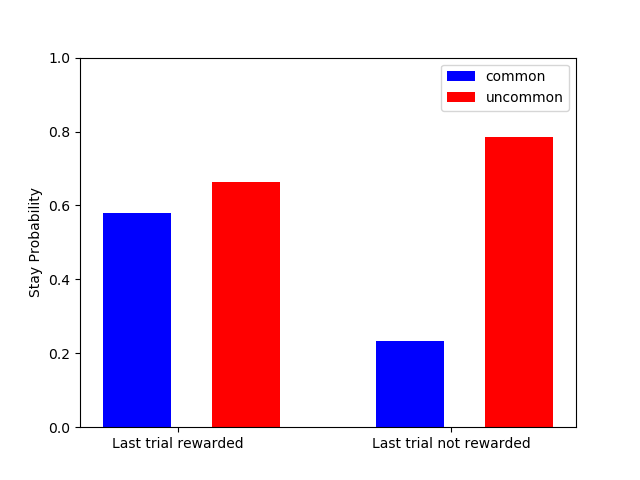 1.0
0.8
0.6
0.4
0.2
0.0
Stay Probability
common
uncommon
Last trial rewarded
Last trial not rewarded